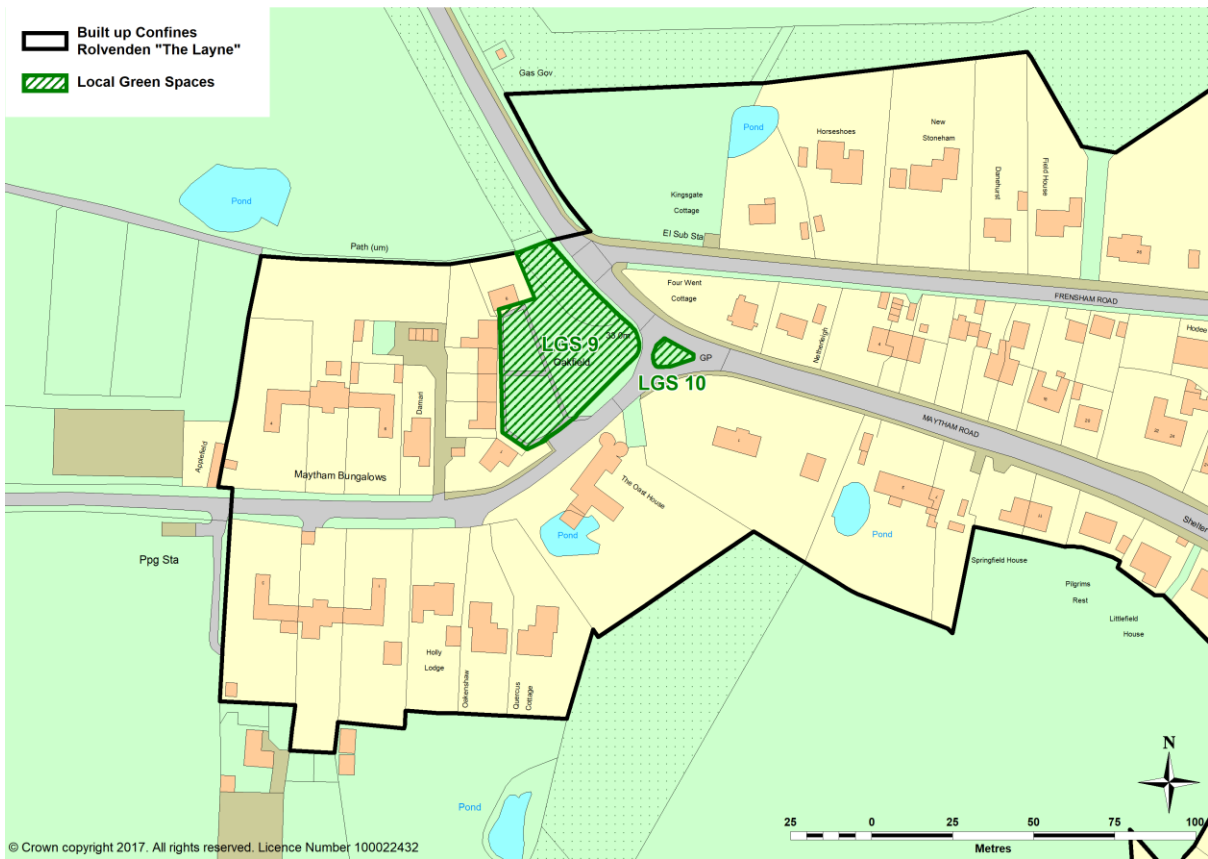 Built up Confines
Rolvenden "The Layne"
Local Green Spaces
Gas Gov
Pond
Horseshoes
New
Stoneham
Danehurst
Field House
Pond
Kingsgate
Cottage
El Sub Sta
Path (um)
FRENSHAM ROAD
Four Went
Cottage
Netherleigh
Hodee
LGS 9
33.0m
Oakfield
GP
LGS 10
MAYTHAM ROAD
Damari
Applefield
Maytham Bungalows
The Oast House
Shelter
Pond
Pond
Ppg Sta
Springfield House
Pilgrims
Rest
Littlefield
House
Holly
Lodge
Oakenshaw
Quercus
Cottage
N
Pond
25 0 25 50 75 100
Metres
© Crown copyright 2017. All rights reserved. Licence Number 100022432